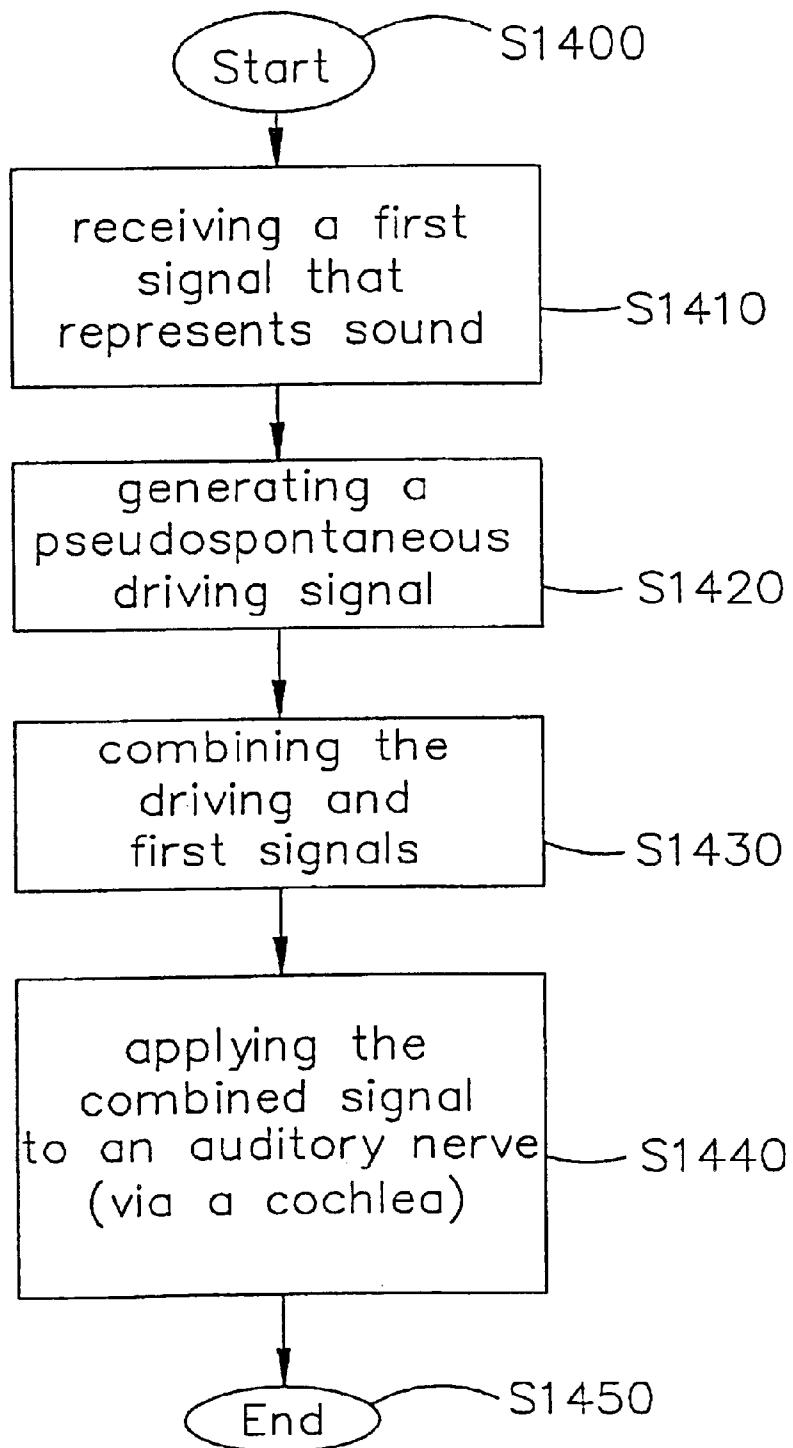 Start
S1400
receiving a first
signal that
represents sound
S1410
generating a
pseudospontaneous
driving signal
S1420
combining the
driving and
first signals
S1430
applying the
combined signal
to an auditory nerve
(via a cochlea)
S1440
End
S1450